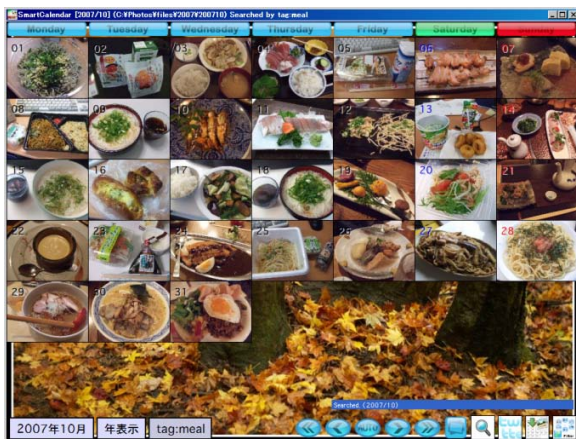 SmartCalendar [2007/10] (C:¥Photos¥files¥2007¥200710) Searched by tag:meal
Monday Tuesday Wednesday Thursday Friday Saturday Sunday
01 02 03 04 05 06 07
08 09 10 11 12 13 14
15 16 17 18 19 20 21
22 23 24 25 26 27 28
29 30 31
Searched. (2007/10)
2007年10月 年表示 tag:meal AUTO